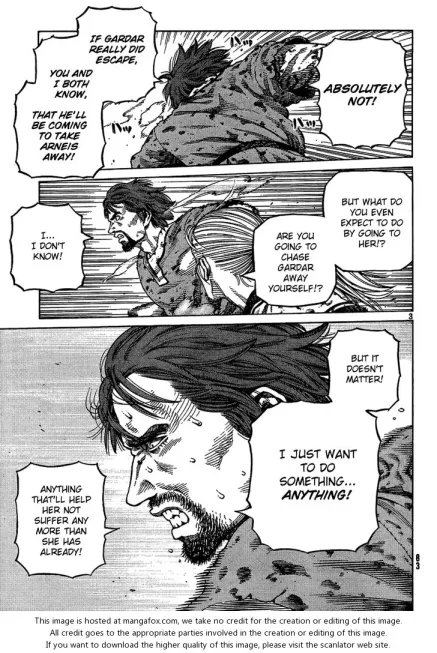 ABSOLUTELY
NOT!
IF GARDAR
REALLY DID
ESCAPE,
YOU AND
I BOTH
KNOW,
THAT HE'LL
BE COMING
TO TAKE
ARNEIS
AWAY!
BUT WHAT DO
YOU EVEN
EXPECT TO DO
BY GOING TO
HER!?
ARE YOU
GOING TO
CHASE
GARDAR
AWAY
YOURSELF!?
I...
I DON'T
KNOW!
3
BUT IT
DOESN'T
MATTER!
I JUST WANT
TO DO
SOMETHING...
ANYTHING!
ANYTHING
THAT'LL HELP
HER NOT
SUFFER ANY
MORE THAN
SHE HAS
ALREADY!
63
This image is hosted at mangafox.com, we take no credit for the creation or editing of this image.
All credit goes to the appropriate parties involved in the creation or editing of this image.
If you want to download the higher quality of this image, please visit the scanlator web site.